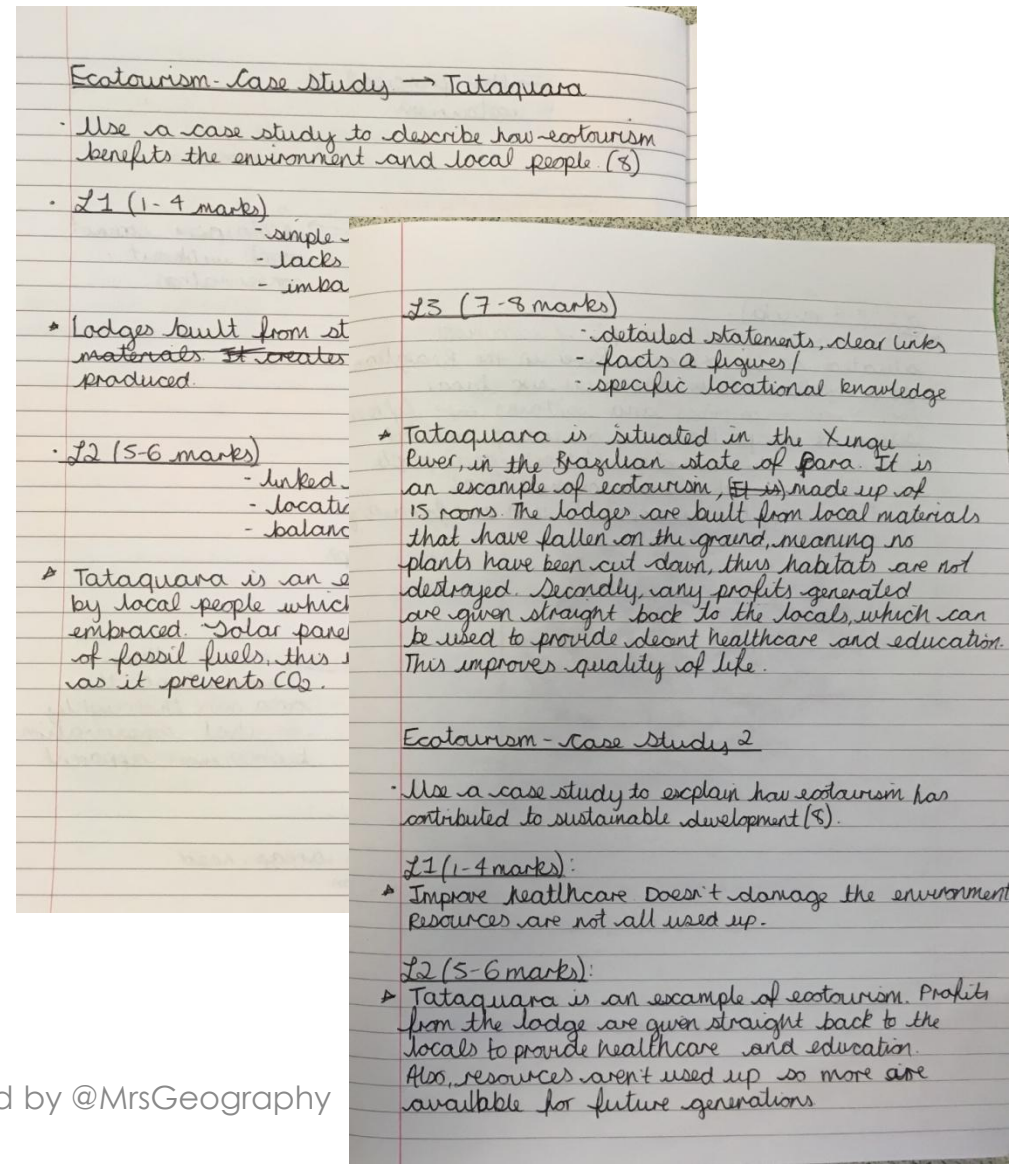 Ecotourism - Case study → Tataquara
· Use a case study to describe how ecotourism
benefits the environment and local people. (8)
· L1 (1-4 marks)
- simple
- lacks
- imba
* Lodges built from st
materials. It creates
produced.
· L2 (5-6 marks)
- linked
- locatio
- balanc
* Tataquara is an e
by local people which
embraced. Solar panel
of fossil fuels, this
as it prevents CO2.
L3 (7-8 marks)
- detailed statements, clear links
- facts & figures /
- specific locational knowledge
* Tataquara is situated in the Xingu
River, in the Brazilian state of Para. It is
an example of ecotourism, (It is) made up of
15 rooms. The lodges are built from local materials
that have fallen on the ground, meaning no
plants have been cut down, thus habitats are not
destroyed. Secondly, any profits generated
are given straight back to the locals, which can
be used to provide decnt healthcare and education.
This improves quality of life.
Ecotourism - Case Study 2
· Use a case study to explain how ecotourism has
contributed to sustainable development (8).
L1 (1-4 marks):
* Improve heatlhcare Doesn't damage the environment
Resources are not all used up.
L2 (5-6 marks):
* Tataquara is an example of ecotourism. Profits
from the lodge are given straight back to the
locals to provide healthcare and education.
Also, resources aren't used up so more are
available for future generations
d by @MrsGeography